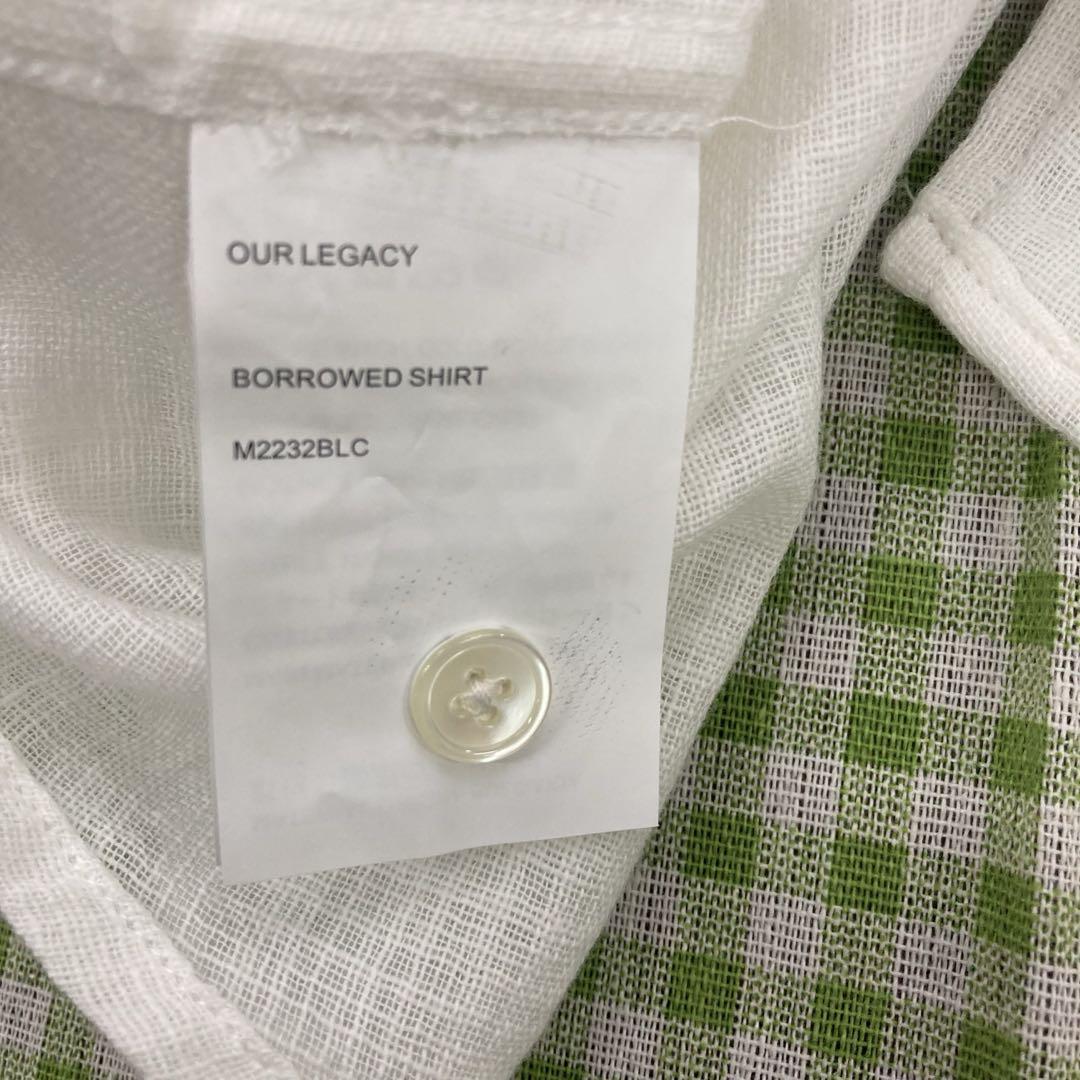 OUR LEGACY
BORROWED SHIRT
M2232BLC